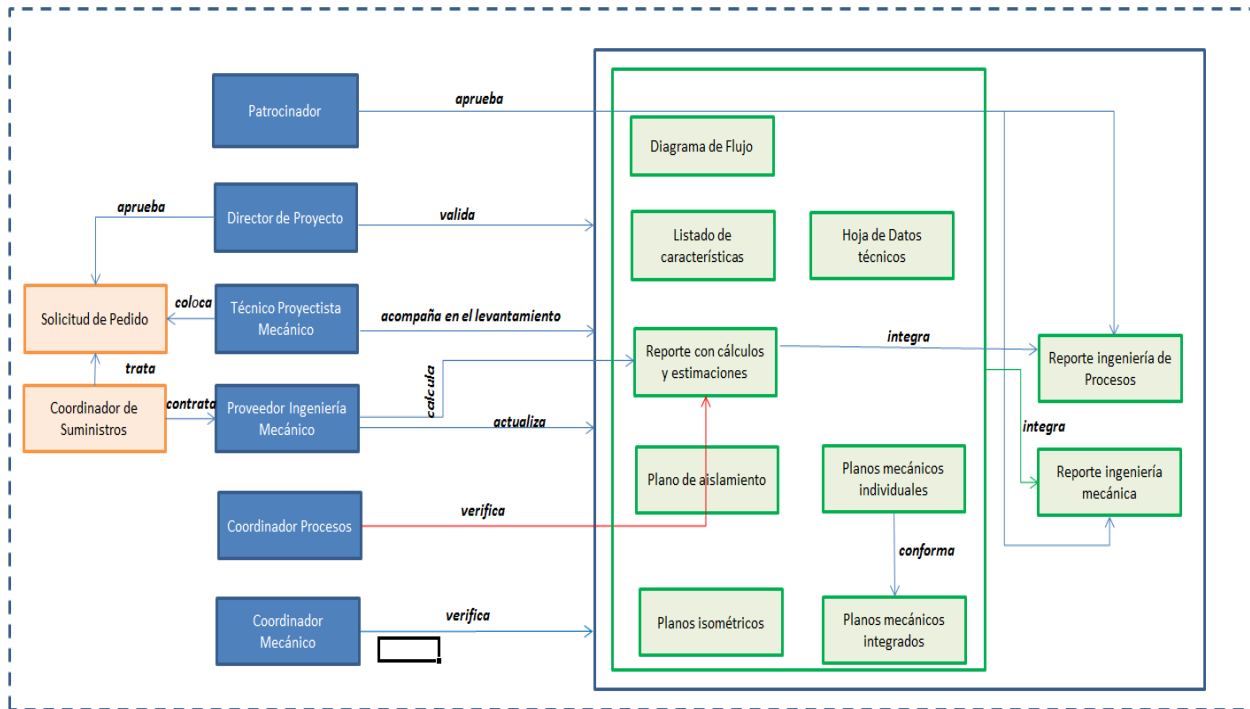 Patrocinador
aprueba
Diagrama de Flujo
aprueba
Director de Proyecto
valida
Listado de
características
Hoja de Datos
técnicos
Solicitud de Pedido
coloca
Técnico Proyectista
Mecánico
acompaña en el levantamiento
Reporte con cálculos
y estimaciones
integra
Reporte ingeniería de
Procesos
trata
calcula
Coordinador de
Suministros
contrata
Proveedor Ingeniería
Mecánico
actualiza
integra
Plano de aislamiento
Planos mecánicos
individuales
Reporte ingeniería
mecánica
Coordinador Procesos
verifica
conforma
Coordinador
Mecánico
verifica
Planos isométricos
Planos mecánicos
integrados